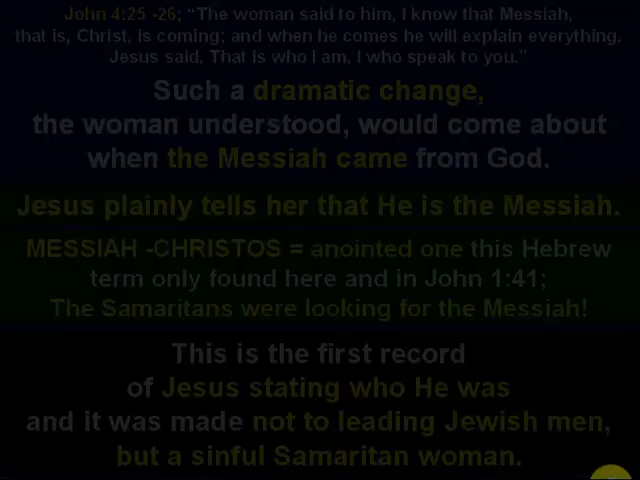 John 4:25 -26; “The woman said to him, I know that Messiah,
that is, Christ, is coming; and when he comes he will explain everything.
Jesus said, That is who I am, I who speak to you.”
Such a dramatic change,
the woman understood, would come about
when the Messiah came from God.
Jesus plainly tells her that He is the Messiah.
MESSIAH -CHRISTOS = anointed one this Hebrew
term only found here and in John 1:41;
The Samaritans were looking for the Messiah!
This is the first record
of Jesus stating who He was
and it was made not to leading Jewish men,
but a sinful Samaritan woman.